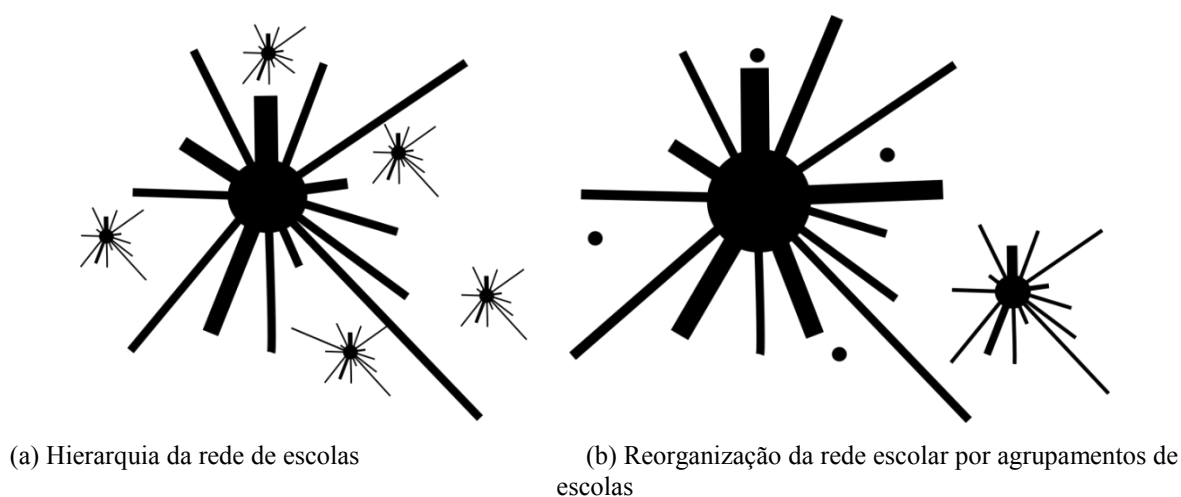 (a) Hierarquia da rede de escolas
(b) Reorganização da rede escolar por agrupamentos de
escolas